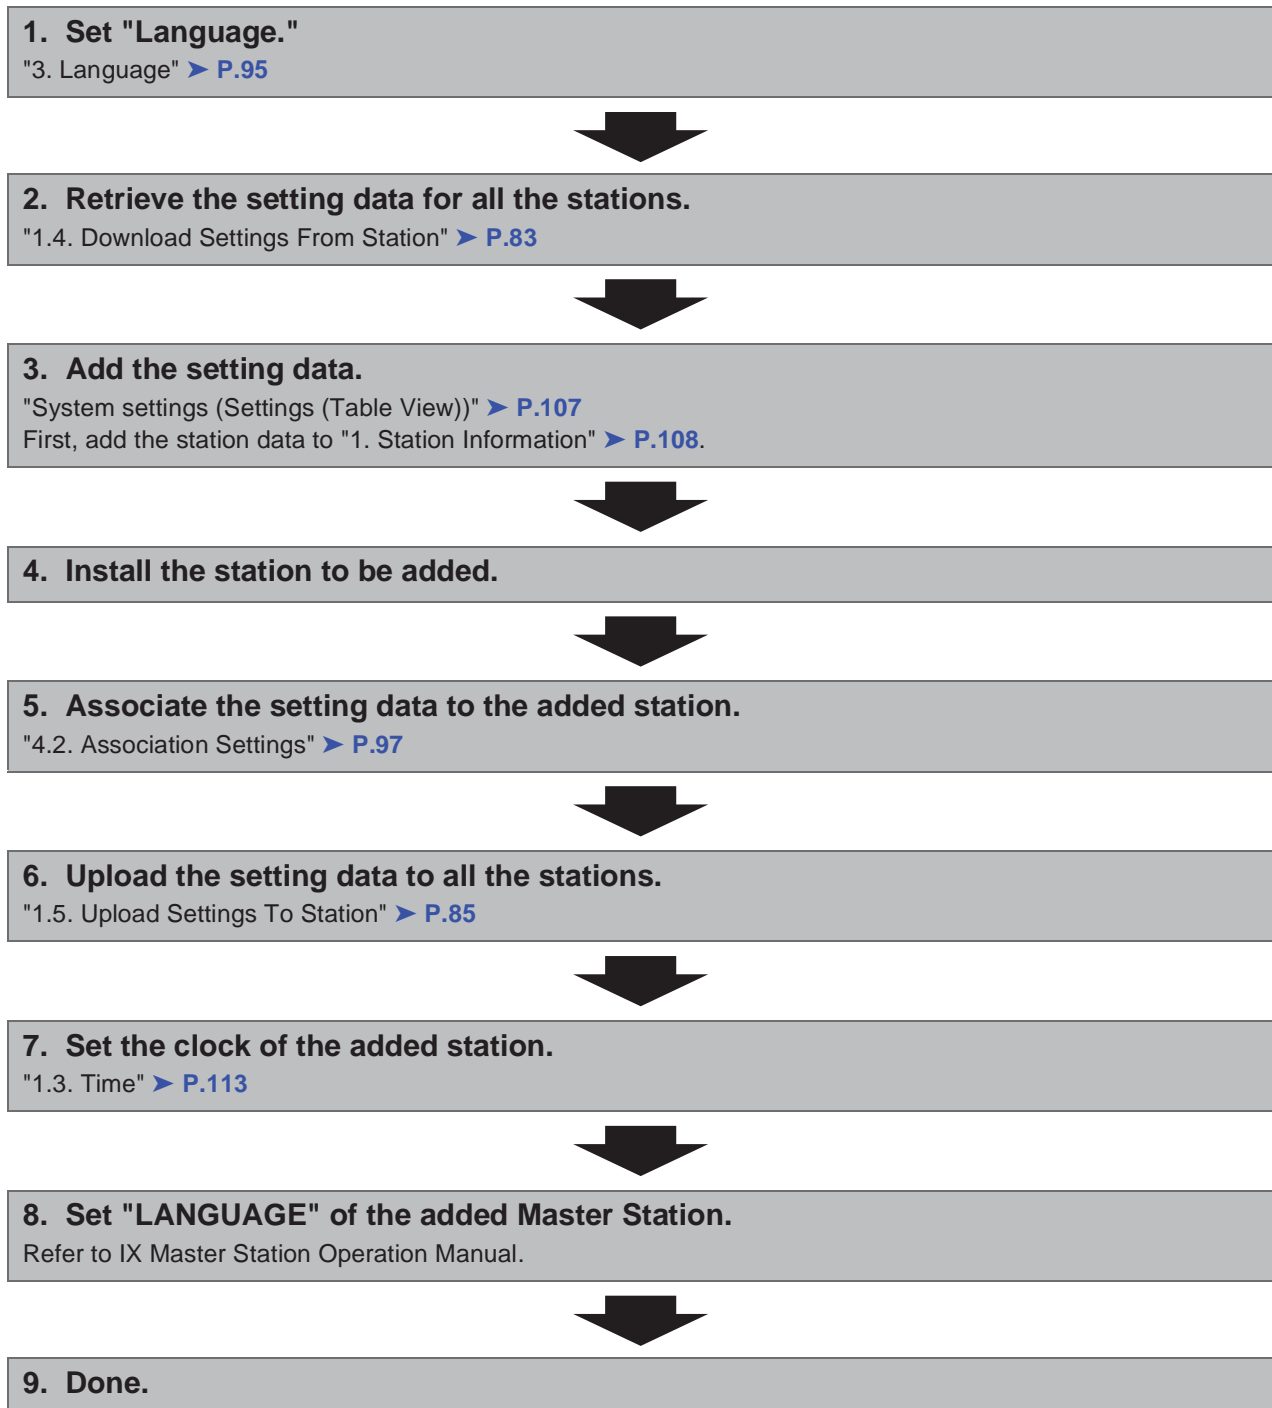 1. Set "Language."
"3. Language" ➤ P.95
2. Retrieve the setting data for all the stations.
"1.4. Download Settings From Station" ➤ P.83
3. Add the setting data.
"System settings (Settings (Table View))" ➤ P.107
First, add the station data to "1. Station Information" ➤ P.108.
4. Install the station to be added.
5. Associate the setting data to the added station.
"4.2. Association Settings" ➤ P.97
6. Upload the setting data to all the stations.
"1.5. Upload Settings To Station" ➤ P.85
7. Set the clock of the added station.
"1.3. Time" ➤ P.113
8. Set "LANGUAGE" of the added Master Station.
Refer to IX Master Station Operation Manual.
9. Done.